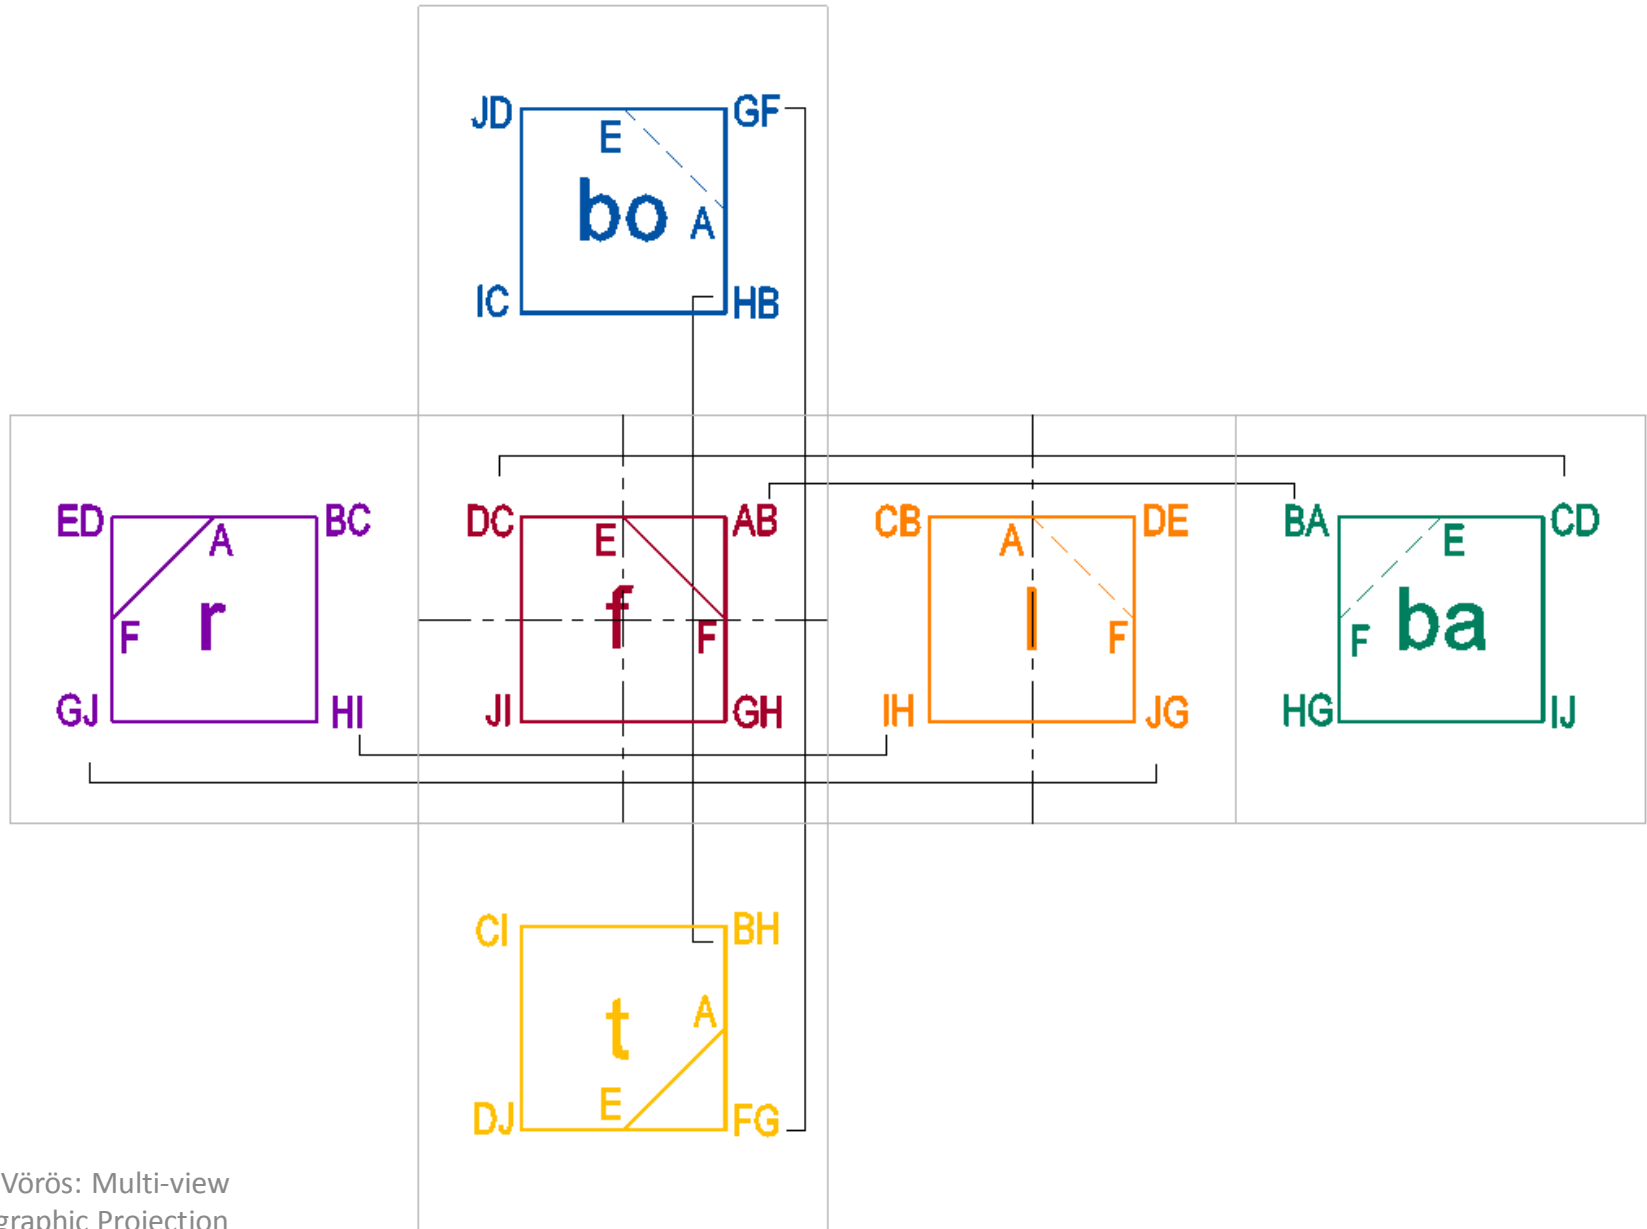 JD GF
E
bo A
IC HB
ED BC DC AB CB DE BA CD
A E A E
r f l ba
F F F F
GJ HI JI GH IH JG HG IJ
CI BH
A
t
E
DJ FG
Vörös: Multi-view
graphic Projection